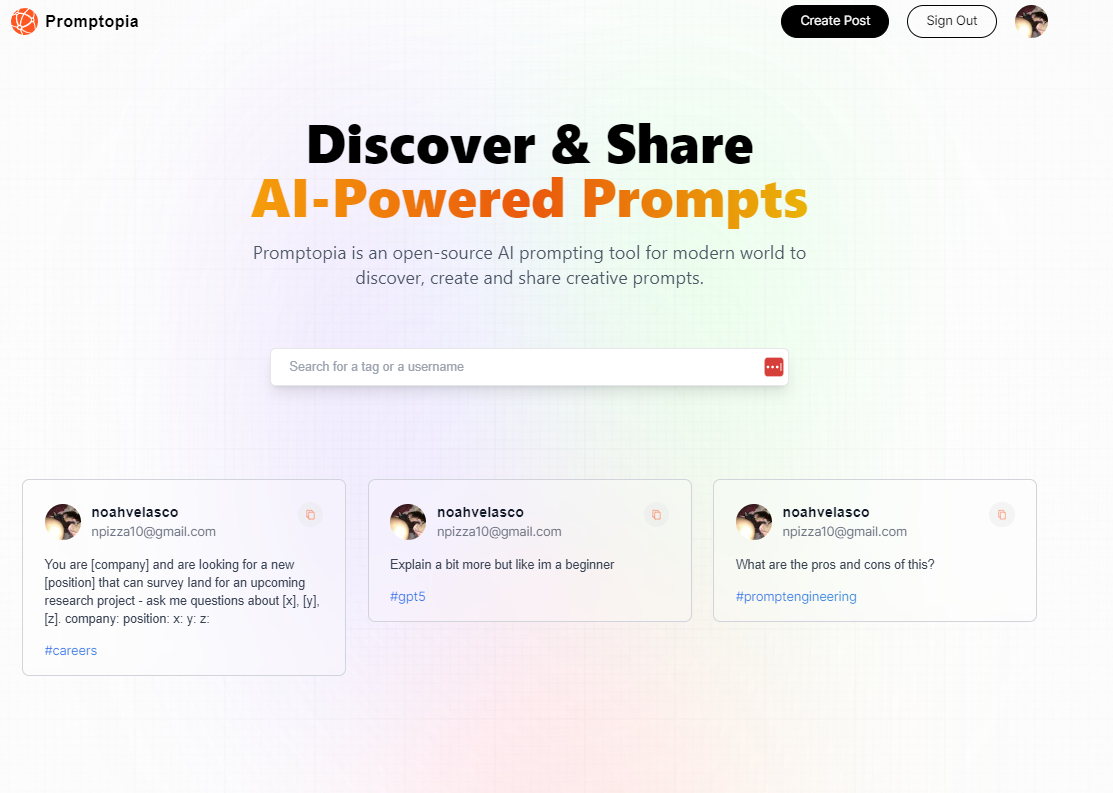 Promptopia
Create Post
Sign Out
Discover & Share
AI-Powered Prompts
Promptopia is an open-source AI prompting tool for modern world to
discover, create and share creative prompts.
Search for a tag or a username
noahvelasco
npizza10@gmail.com
You are [company] and are looking for a new
[position] that can survey land for an upcoming
research project - ask me questions about [x], [y],
[z]. company: position: x: y: z:
#careers
noahvelasco
npizza10@gmail.com
Explain a bit more but like im a beginner
#gpt5
noahvelasco
npizza10@gmail.com
What are the pros and cons of this?
#promptengineering